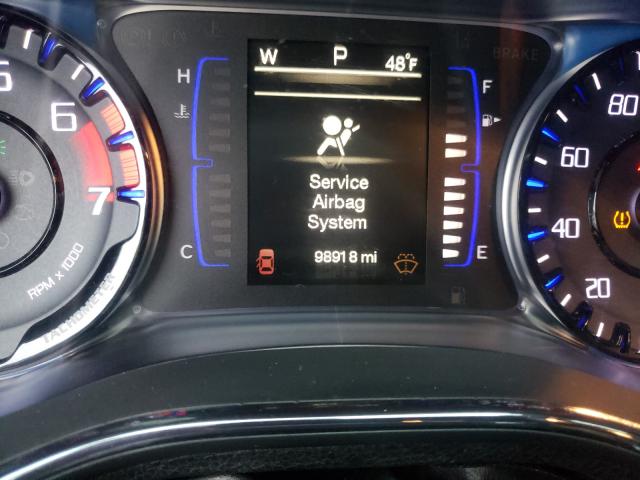 W P 48°F
H
F
BRAKE
Service
Airbag
System
C
E
98918 mi
5
6
7
RPM x 1000
TACHOMETER
80
60
40
20